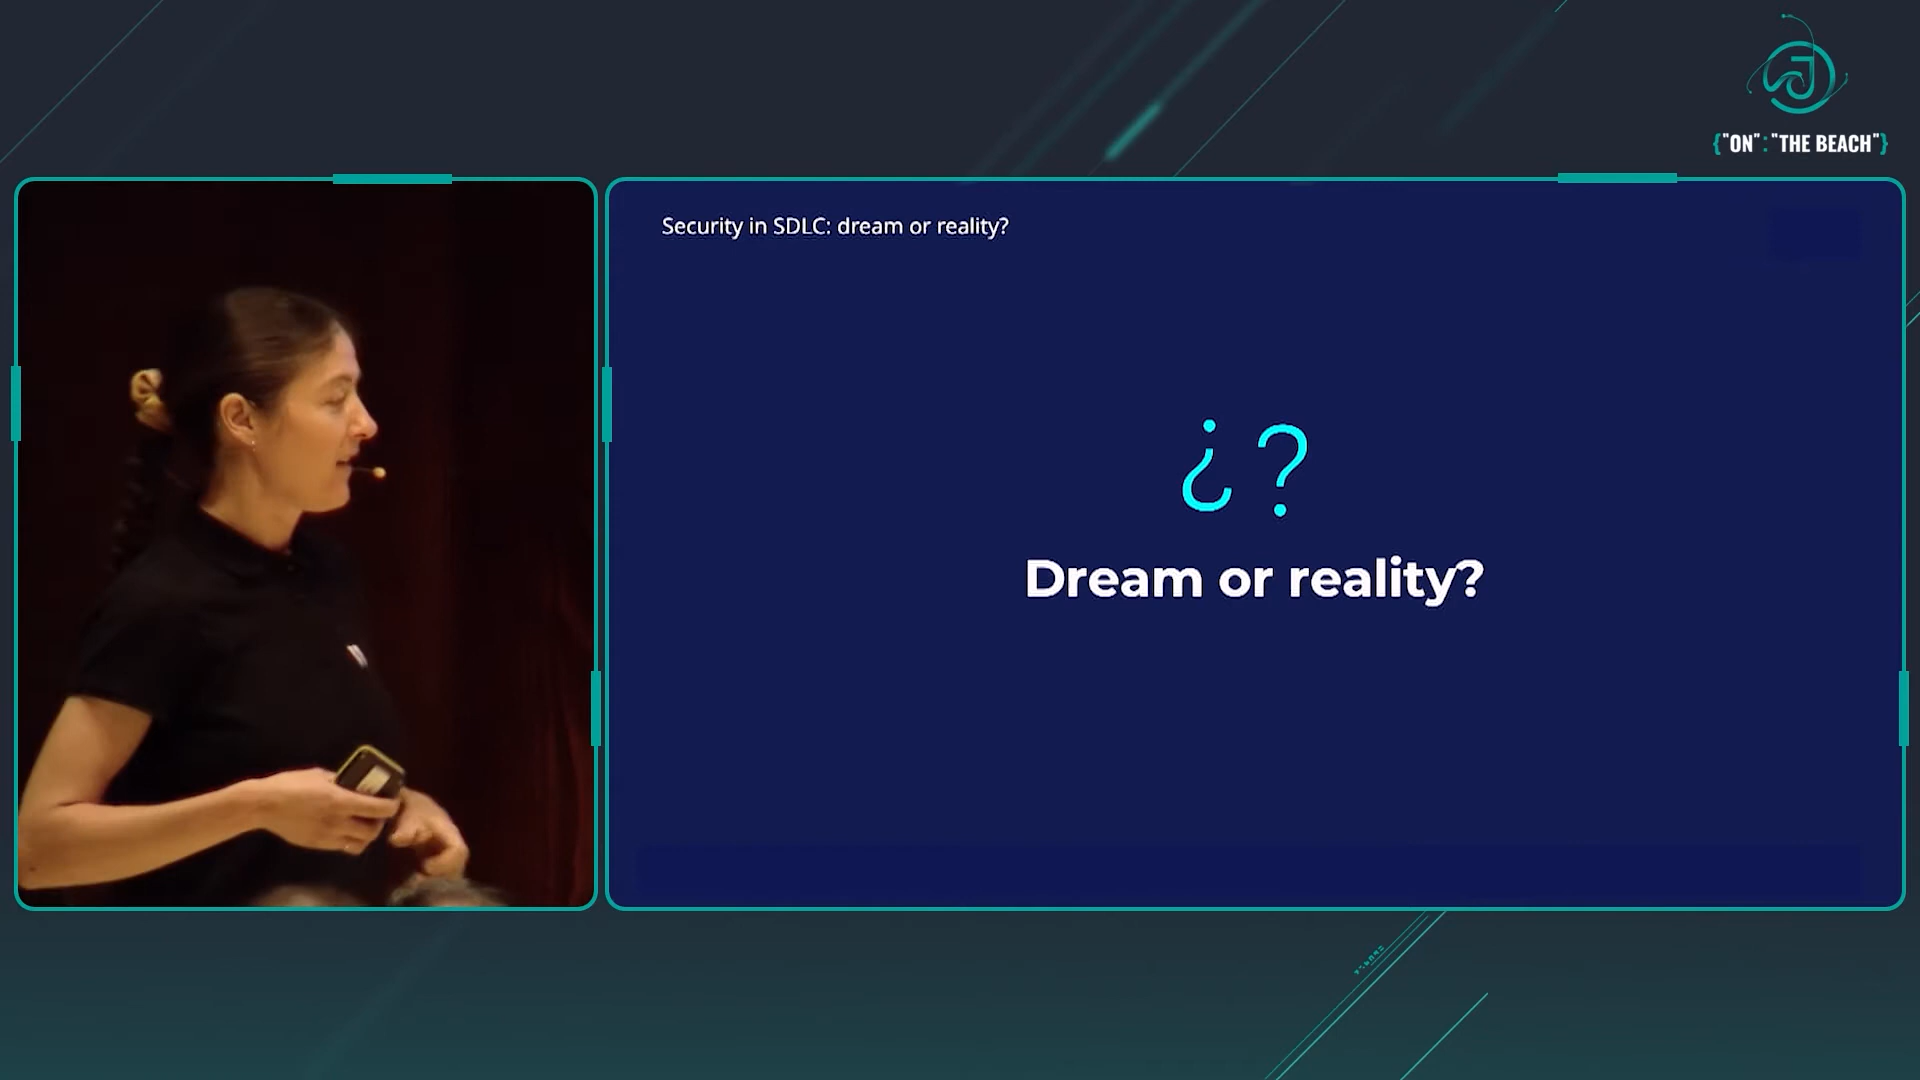 {"ON":"THE BEACH"}
Security in SDLC: dream or reality?
¿ ?
Dream or reality?